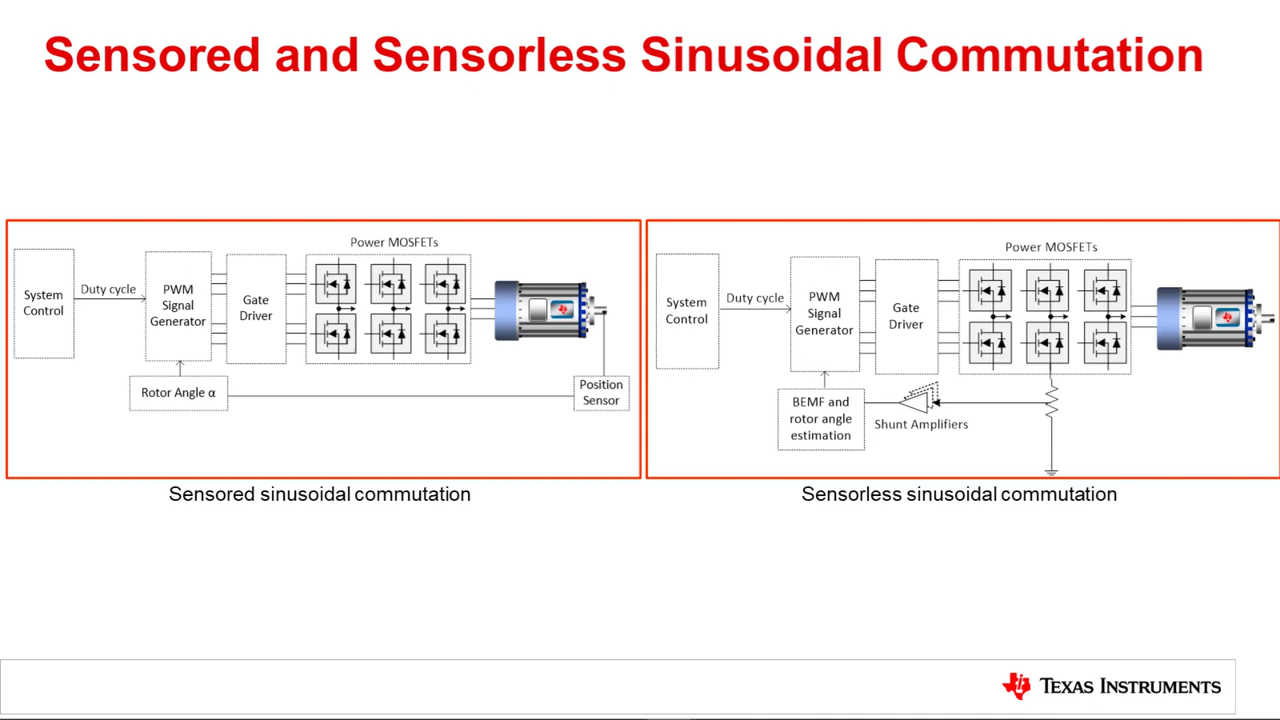 Sensored and Sensorless Sinusoidal Commutation
Power MOSFETs
System
Control
Duty cycle
PWM
Signal
Generator
Gate
Driver
Rotor Angle α
Position
Sensor
Sensored sinusoidal commutation
Power MOSFETs
System
Control
Duty cycle
PWM
Signal
Generator
Gate
Driver
BEMF and
rotor angle
estimation
Shunt Amplifiers
Sensorless sinusoidal commutation
TEXAS INSTRUMENTS